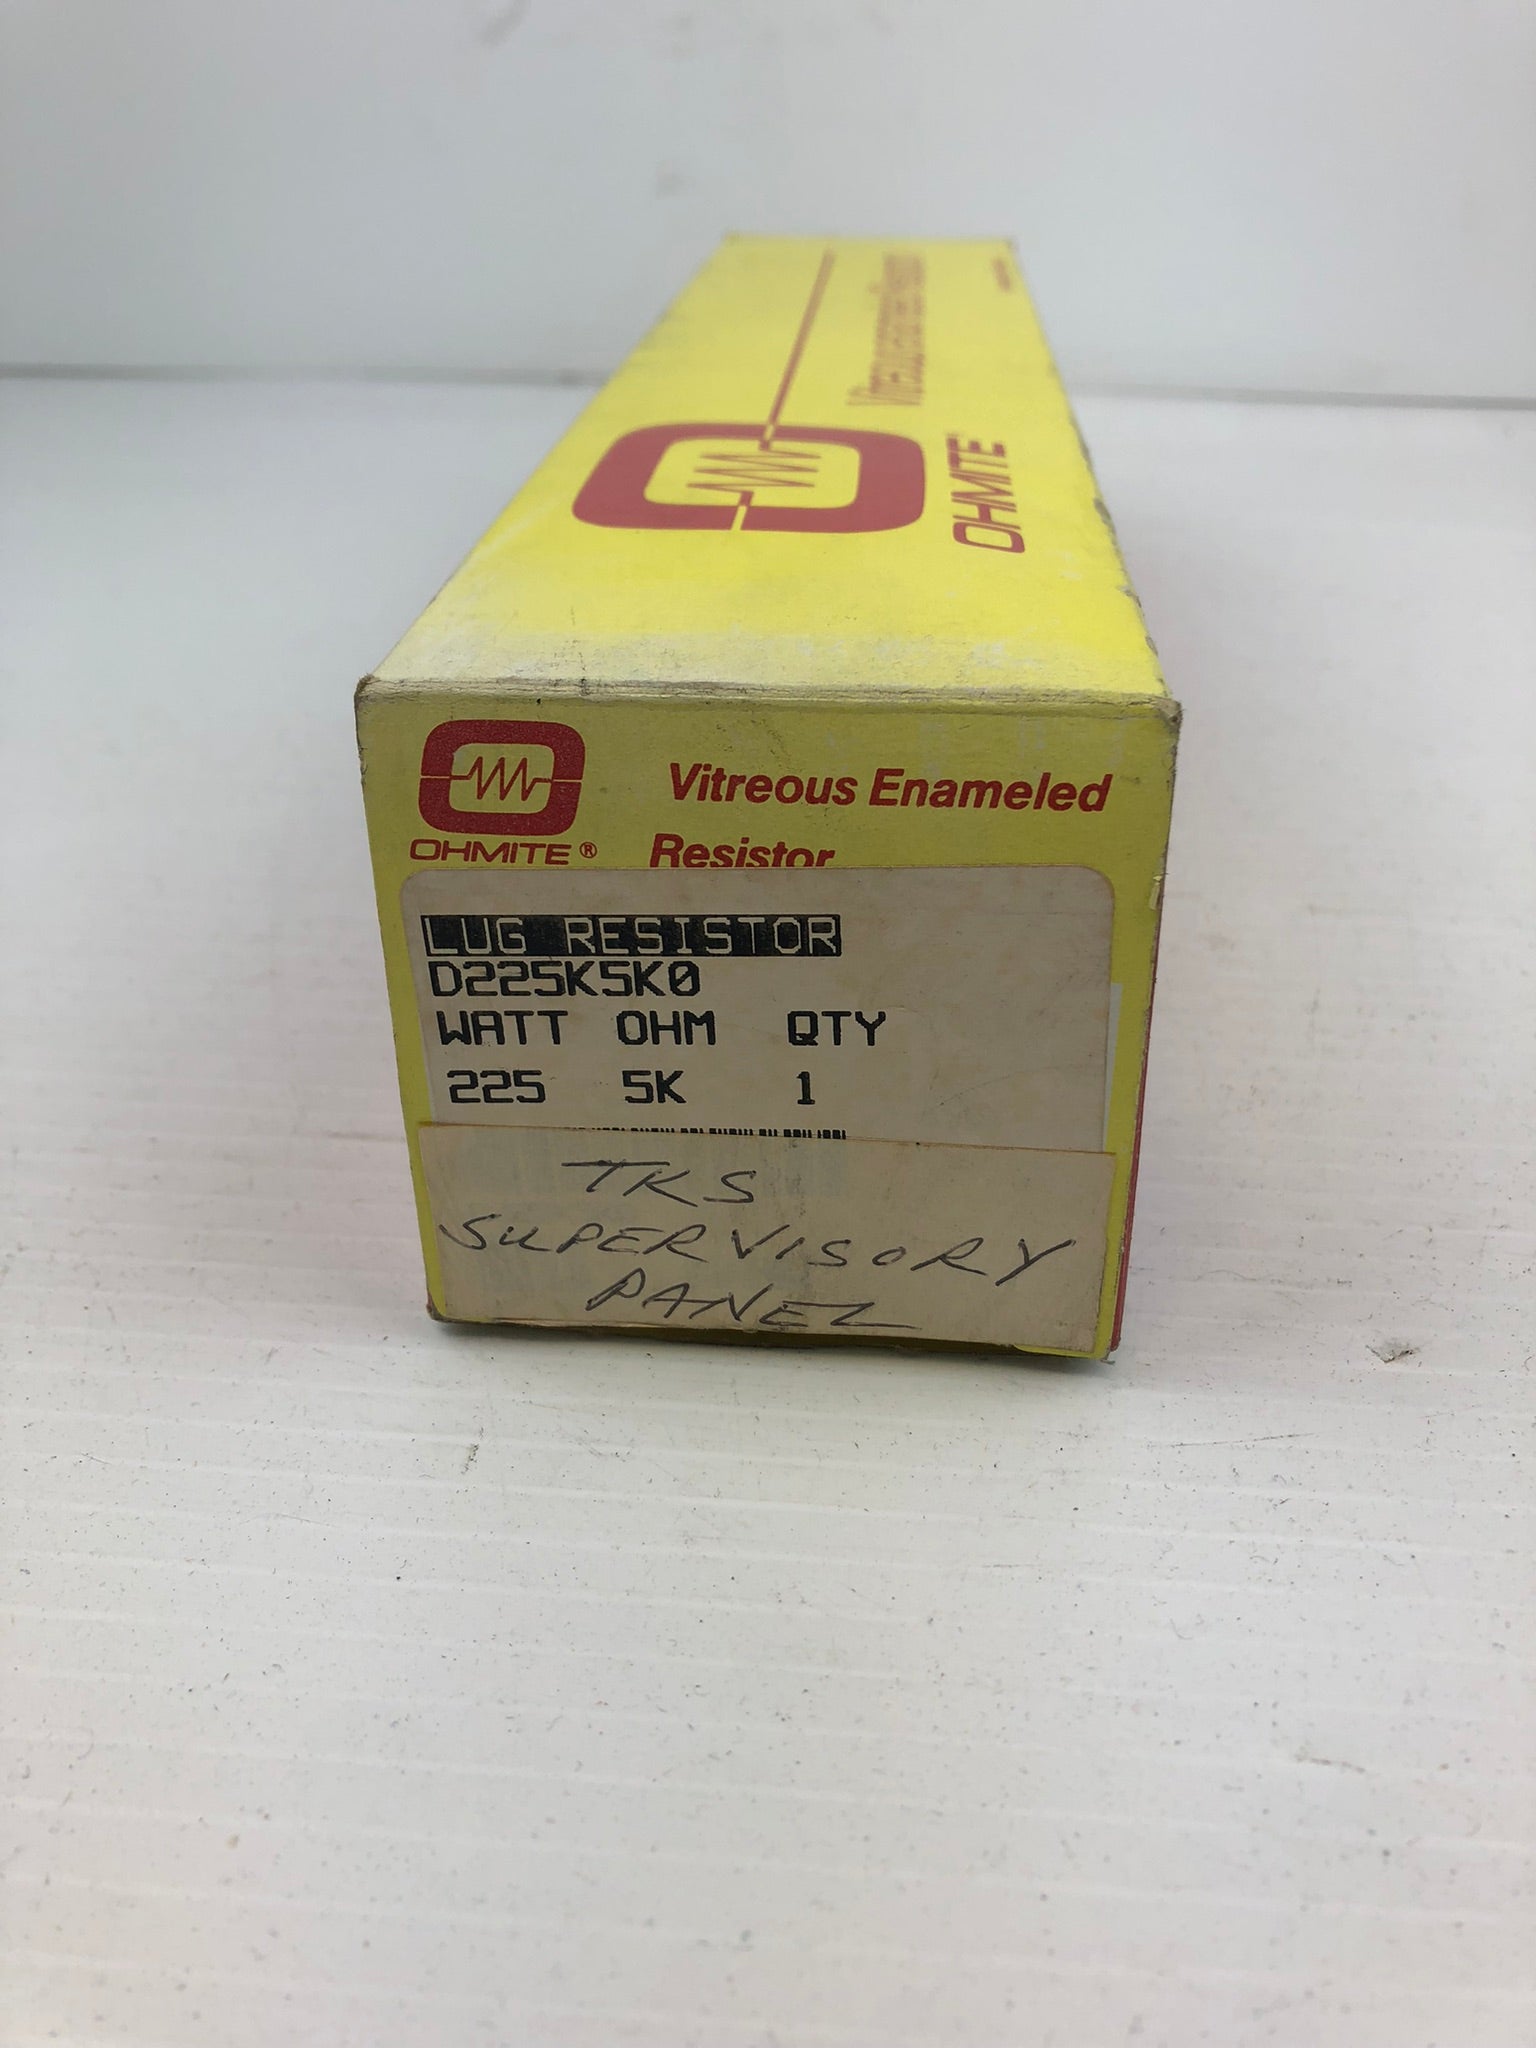 Vitreous Enameled Resistor
OHMITE
OHMITE®
Vitreous Enameled
Resistor
LUG RESISTOR
D225K5K0
WATT OHM QTY
225 5K 1
TKS
SUPERVISORY
PANEL